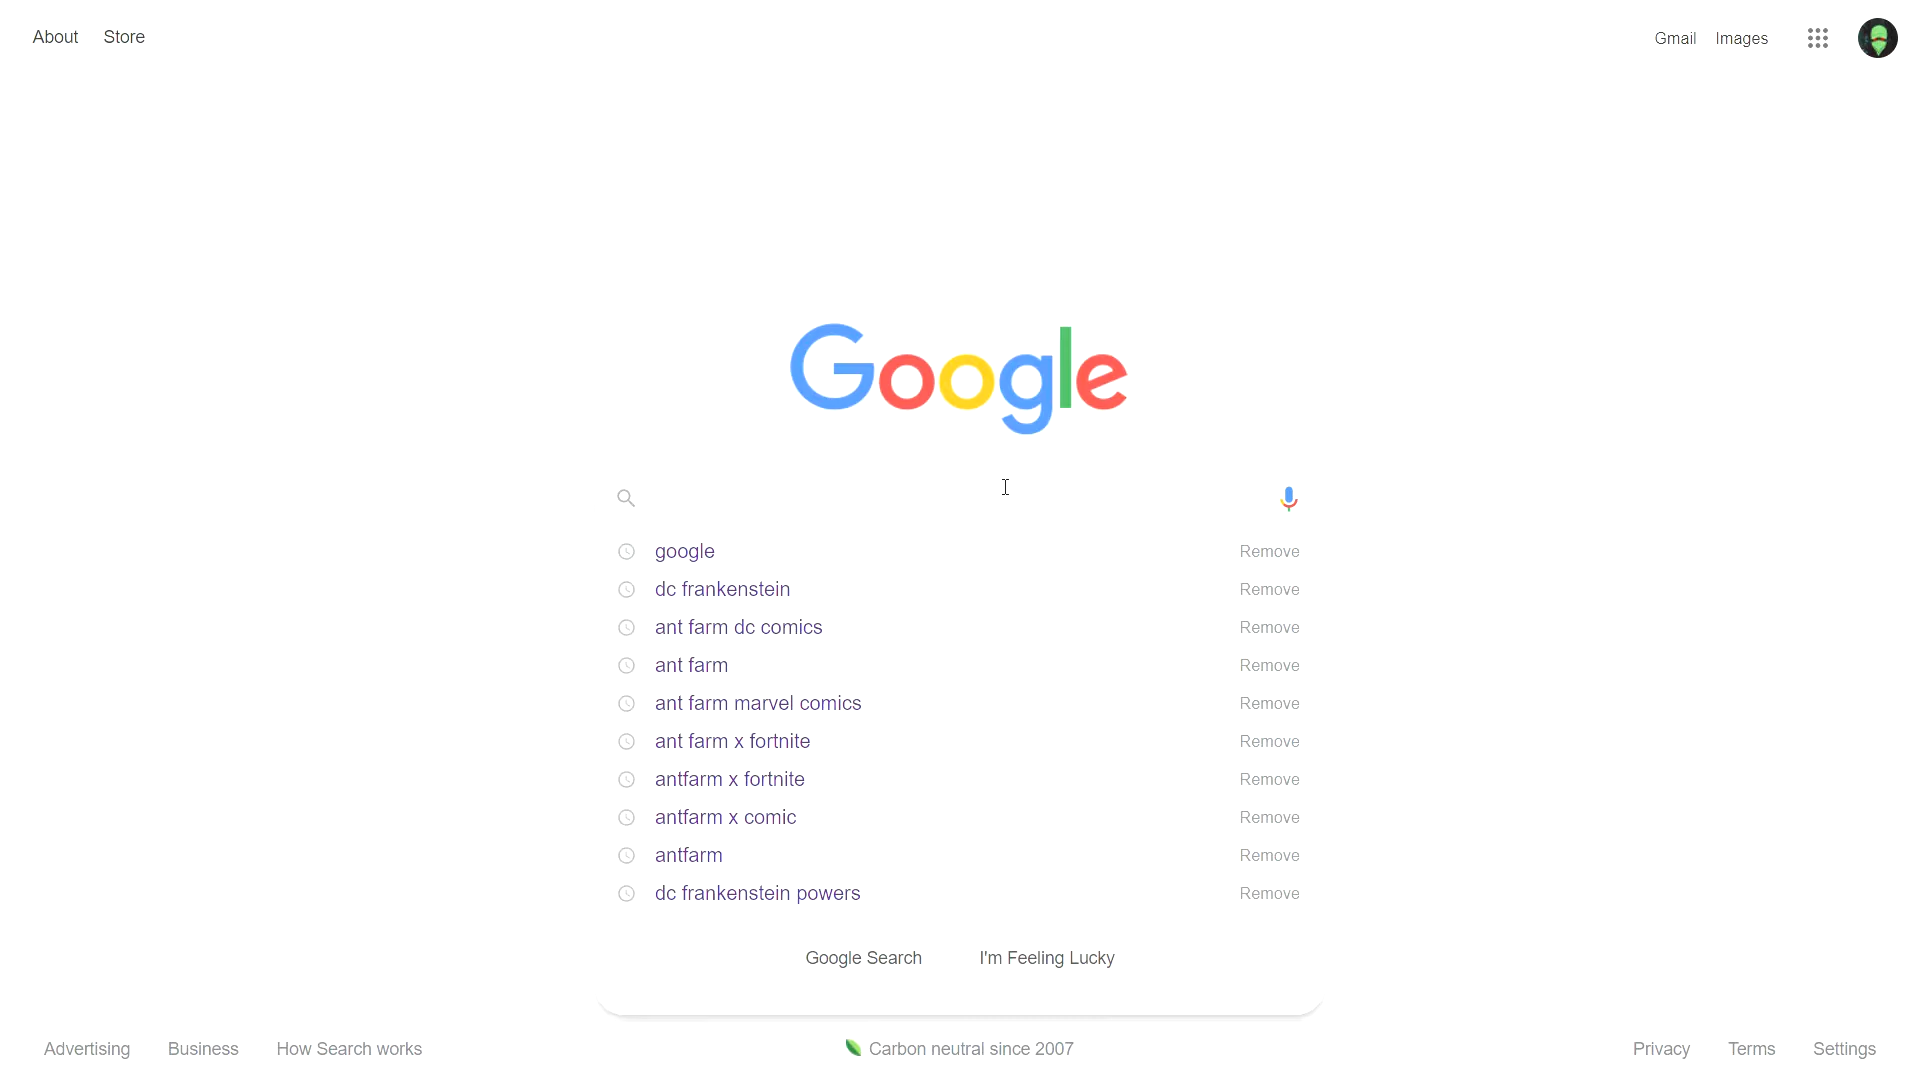 About Store
Gmail Images
Google
google Remove
dc frankenstein Remove
ant farm dc comics Remove
ant farm Remove
ant farm marvel comics Remove
ant farm x fortnite Remove
antfarm x fortnite Remove
antfarm x comic Remove
antfarm Remove
dc frankenstein powers Remove
Google Search I'm Feeling Lucky
Advertising Business How Search works Carbon neutral since 2007 Privacy Terms Settings